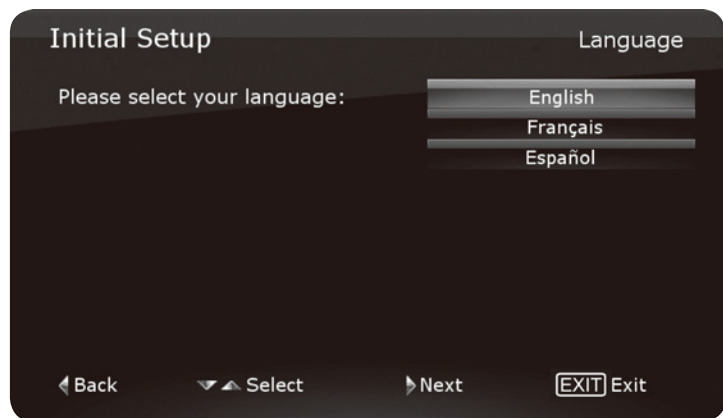 Initial Setup
Language
Please select your language:
English
Français
Español
Back Select Next EXIT Exit